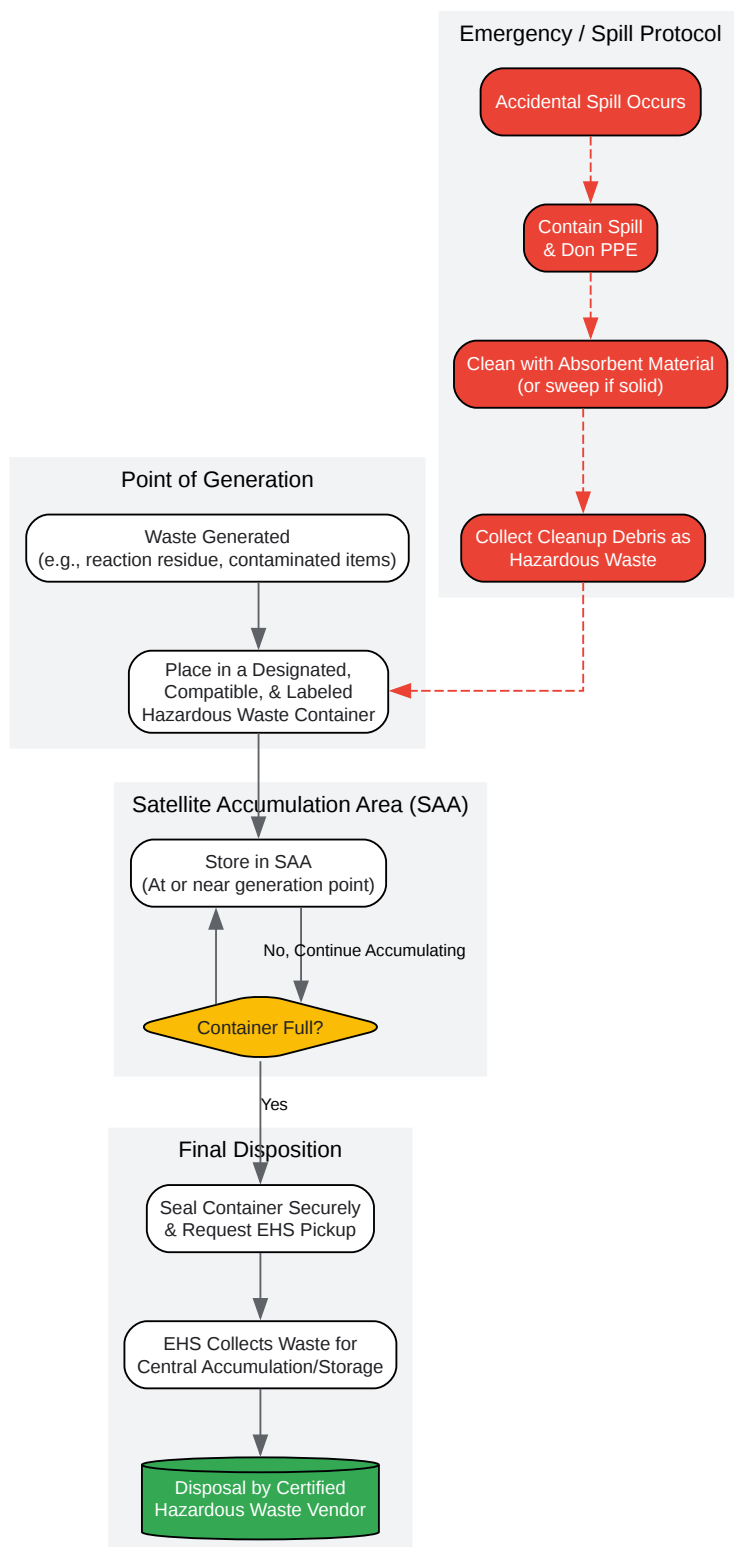 Emergency / Spill Protocol
Accidental Spill Occurs
Contain Spill
& Don PPE
Clean with Absorbent Material
(or sweep if solid)
Collect Cleanup Debris as
Hazardous Waste
Point of Generation
Waste Generated
(e.g., reaction residue, contaminated items)
Place in a Designated,
Compatible, & Labeled
Hazardous Waste Container
Satellite Accumulation Area (SAA)
Store in SAA
(At or near generation point)
No, Continue Accumulating
Container Full?
Yes
Final Disposition
Seal Container Securely
& Request EHS Pickup
EHS Collects Waste for
Central Accumulation/Storage
Disposal by Certified
Hazardous Waste Vendor